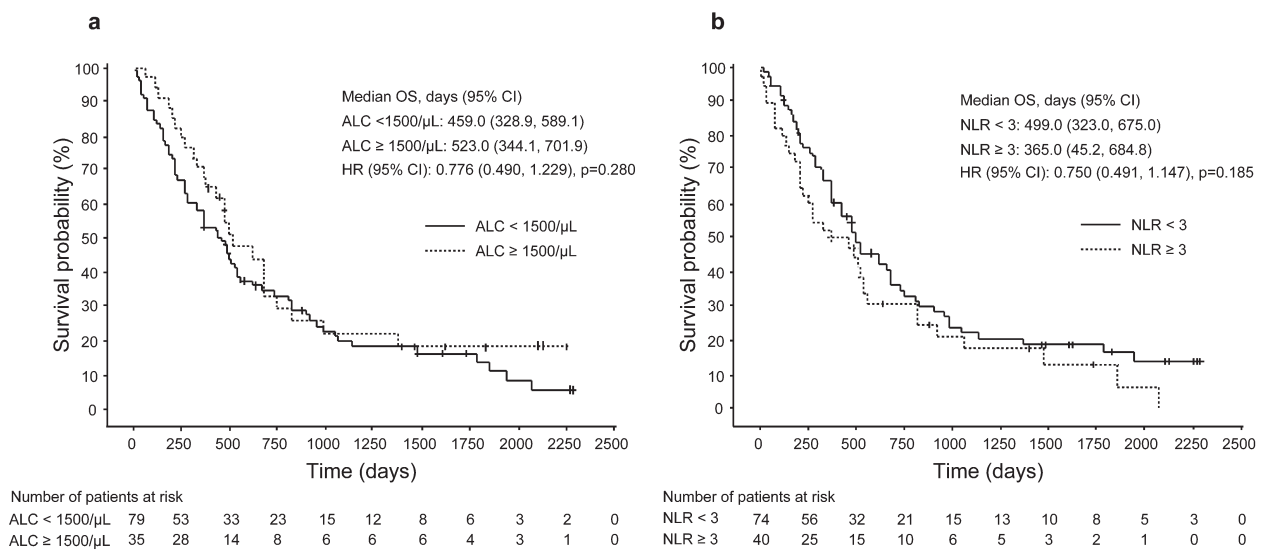 a
Survival probability (%)
100
90
80
70
60
50
40
30
20
10
0
Median OS, days (95% CI)
ALC <1500/µL: 459.0 (328.9, 589.1)
ALC ≥ 1500/µL: 523.0 (344.1, 701.9)
HR (95% CI): 0.776 (0.490, 1.229), p=0.280
ALC < 1500/µL
ALC ≥ 1500/µL
0 250 500 750 1000 1250 1500 1750 2000 2250 2500
Time (days)
Number of patients at risk
ALC < 1500/µL 79 53 33 23 15 12 8 6 3 2 0
ALC ≥ 1500/µL 35 28 14 8 6 6 6 4 3 1 0
b
Survival probability (%)
100
90
80
70
60
50
40
30
20
10
0
Median OS, days (95% CI)
NLR < 3: 499.0 (323.0, 675.0)
NLR ≥ 3: 365.0 (45.2, 684.8)
HR (95% CI): 0.750 (0.491, 1.147), p=0.185
NLR < 3
NLR ≥ 3
0 250 500 750 1000 1250 1500 1750 2000 2250 2500
Time (days)
Number of patients at risk
NLR < 3 74 56 32 21 15 13 10 8 5 3 0
NLR ≥ 3 40 25 15 10 6 5 3 2 1 0 0